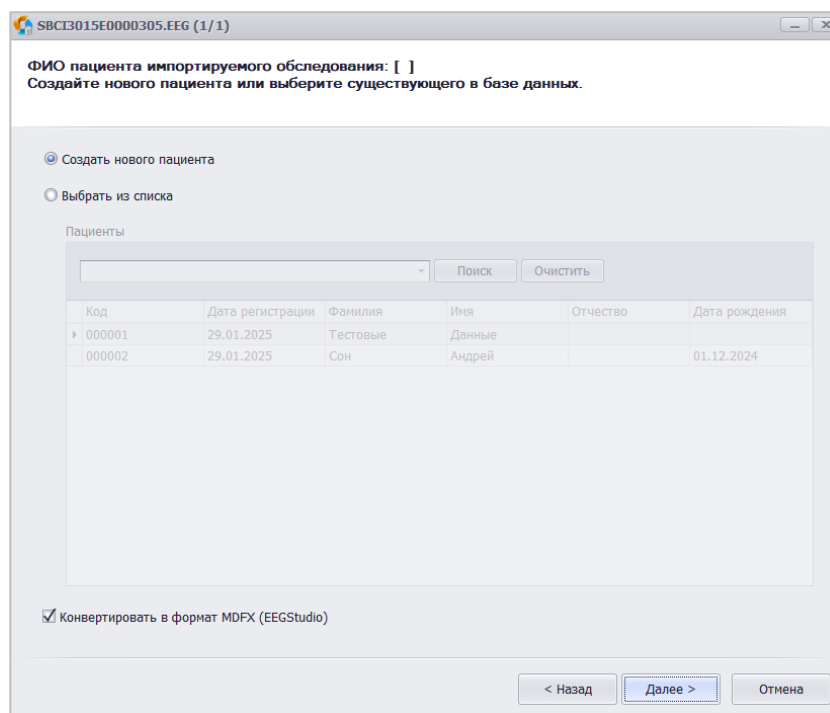 SBCI3015E0000305.EEG (1/1)
ФИО пациента импортируемого обследования: [ ]
Создайте нового пациента или выберите существующего в базе данных.
Создать нового пациента
Выбрать из списка
Пациенты
Поиск Очистить
Код Дата регистрации Фамилия Имя Отчество Дата рождения
000001 29.01.2025 Тестовые Данные
000002 29.01.2025 Сон Андрей 01.12.2024
Конвертировать в формат MDFX (EEGStudio)
< Назад Далее > Отмена